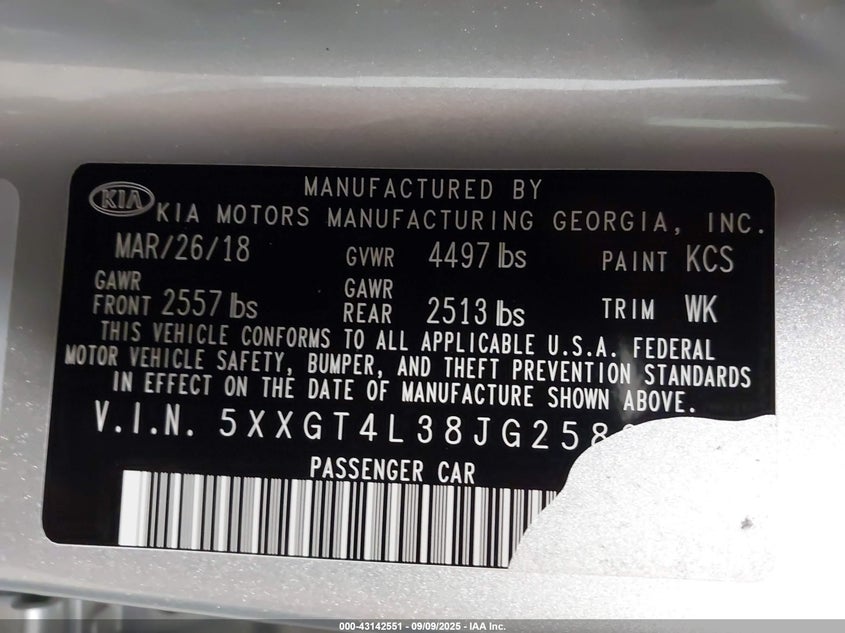 MANUFACTURED BY
KIA KIA MOTORS MANUFACTURING GEORGIA, INC.
MAR/26/18 GVWR 4497 lbs PAINT KCS
GAWR FRONT 2557 lbs GAWR REAR 2513 lbs TRIM WK
THIS VEHICLE CONFORMS TO ALL APPLICABLE U.S.A. FEDERAL
MOTOR VEHICLE SAFETY, BUMPER, AND THEFT PREVENTION STANDARDS
IN EFFECT ON THE DATE OF MANUFACTURE SHOWN ABOVE.
V.I.N. 5XXGT4L38JG258
PASSENGER CAR
000-43142551 - 09/09/2025 - IAA Inc.